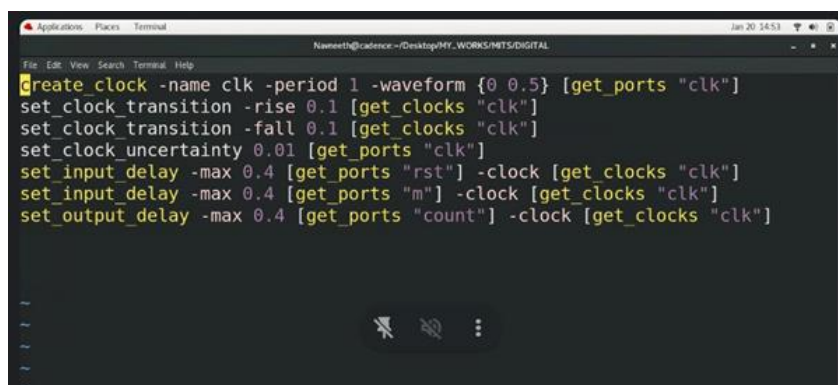 Applications Places Terminal Jan 20 14:53
Navneeth@cadence:~/Desktop/MY_WORKS/MITS/DIGITAL
File Edit View Search Terminal Help
create_clock -name clk -period 1 -waveform {0 0.5} [get_ports "clk"]
set_clock_transition -rise 0.1 [get_clocks "clk"]
set_clock_transition -fall 0.1 [get_clocks "clk"]
set_clock_uncertainty 0.01 [get_ports "clk"]
set_input_delay -max 0.4 [get_ports "rst"] -clock [get_clocks "clk"]
set_input_delay -max 0.4 [get_ports "m"] -clock [get_clocks "clk"]
set_output_delay -max 0.4 [get_ports "count"] -clock [get_clocks "clk"]
~
~
~
~